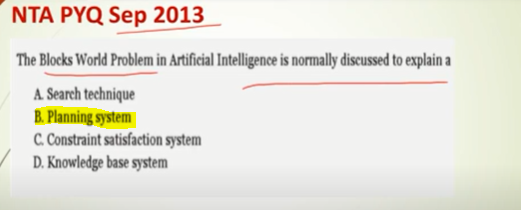 NTA PYQ Sep 2013
The Blocks World Problem in Artificial Intelligence is normally discussed to explain a
A. Search technique
B. Planning system
C. Constraint satisfaction system
D. Knowledge base system